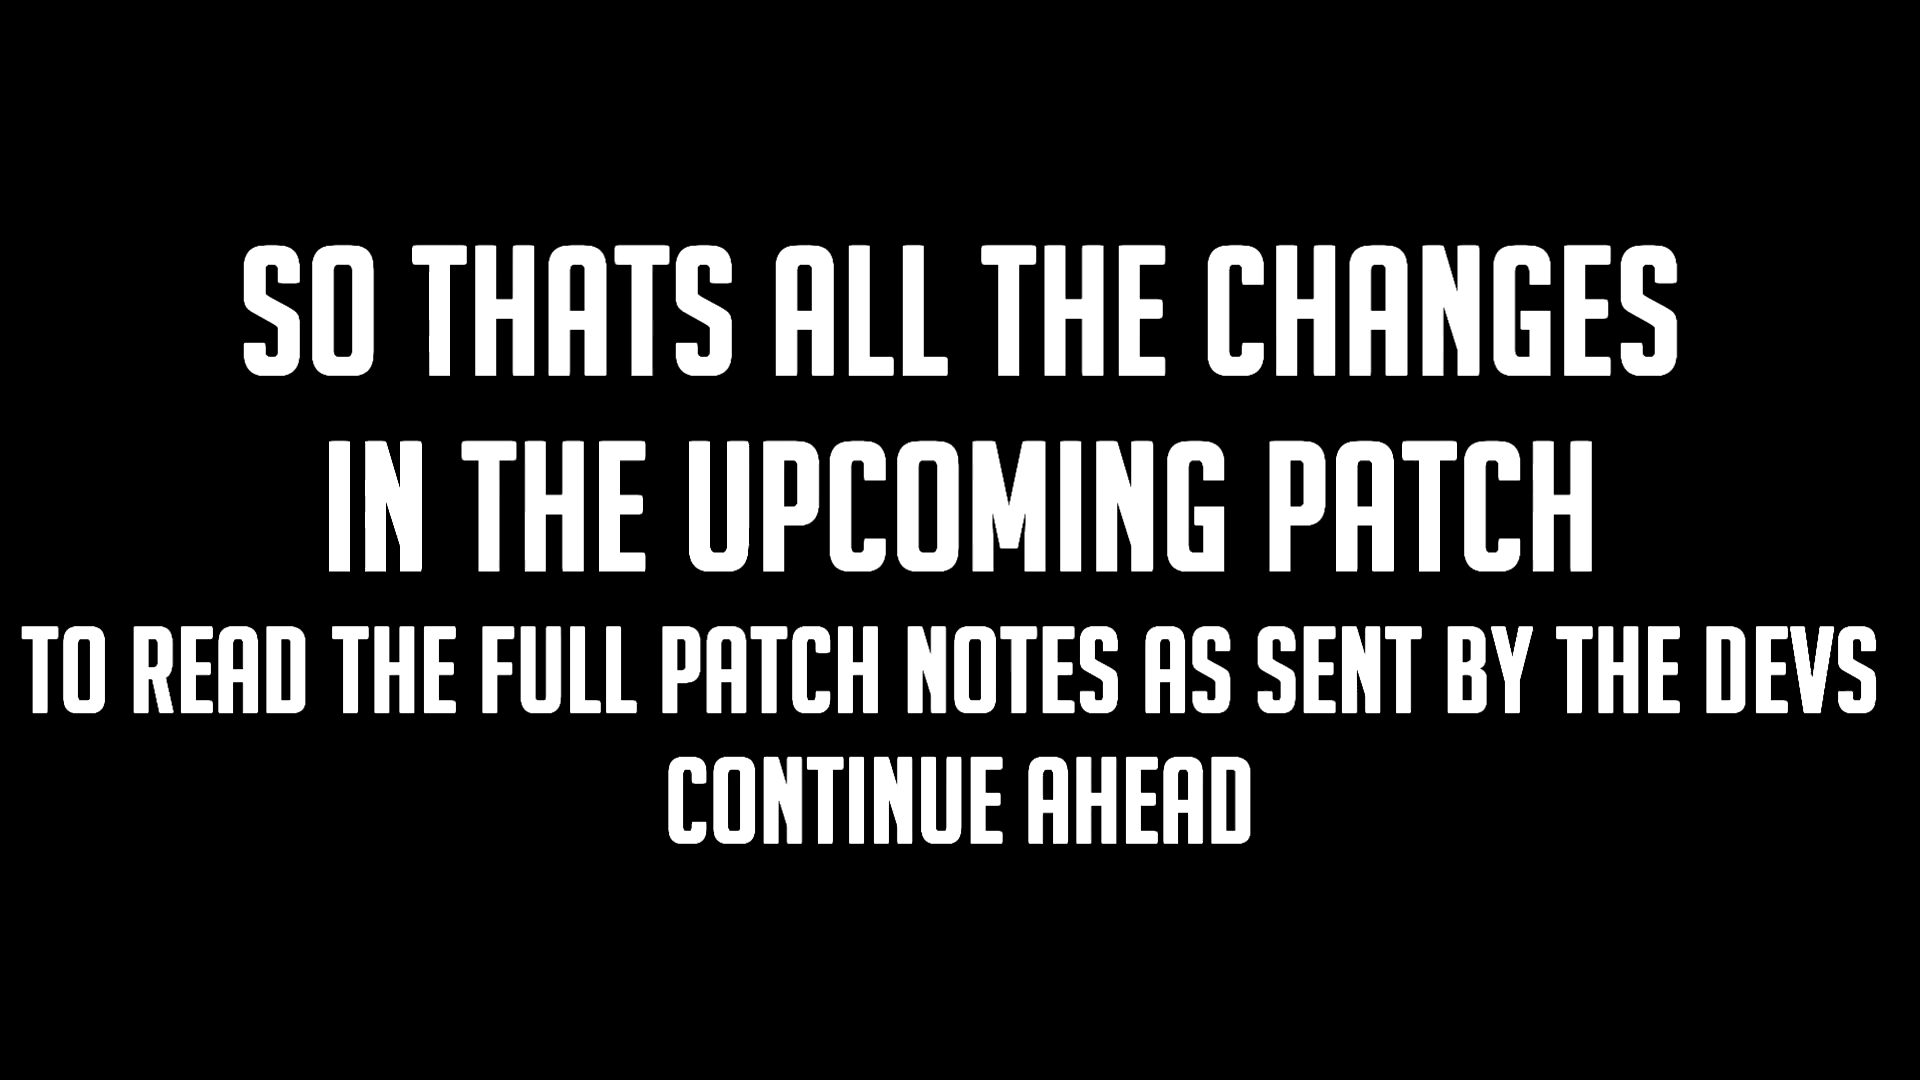 SO THATS ALL THE CHANGES
IN THE UPCOMING PATCH
TO READ THE FULL PATCH NOTES AS SENT BY THE DEVS
CONTINUE AHEAD